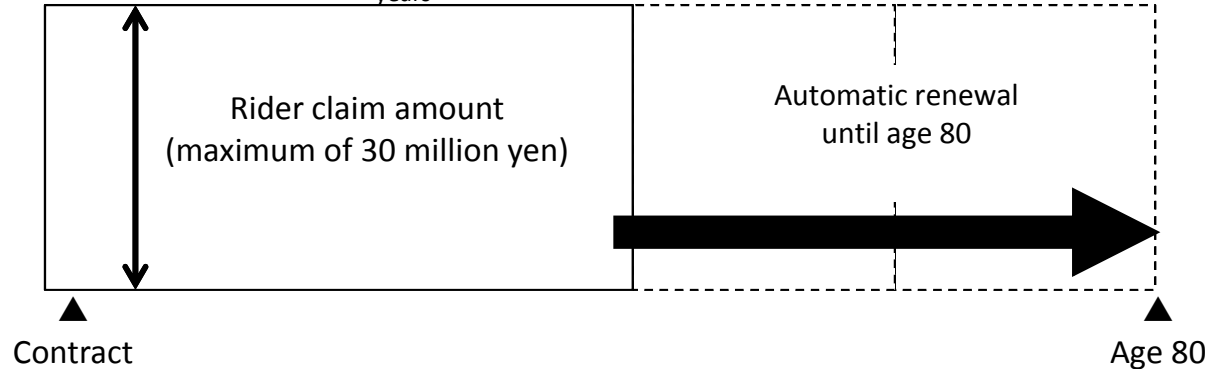 Rider claim amount
(maximum of 30 million yen)
Automatic renewal
until age 80
Contract
Age 80